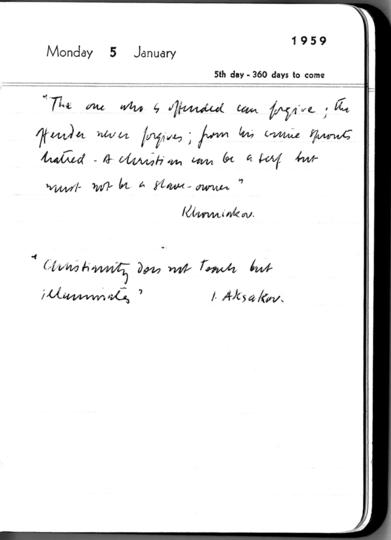 1959
Monday 5 January
5th day - 360 days to come
"The one who is offended can forgive; the
offender never forgives; from his crime sprouts
hatred - A christian can be a serf but
must not be a slave-owner"
Khomiakov.
"Christianity does not teach but
illuminates"
I. Aksakov.